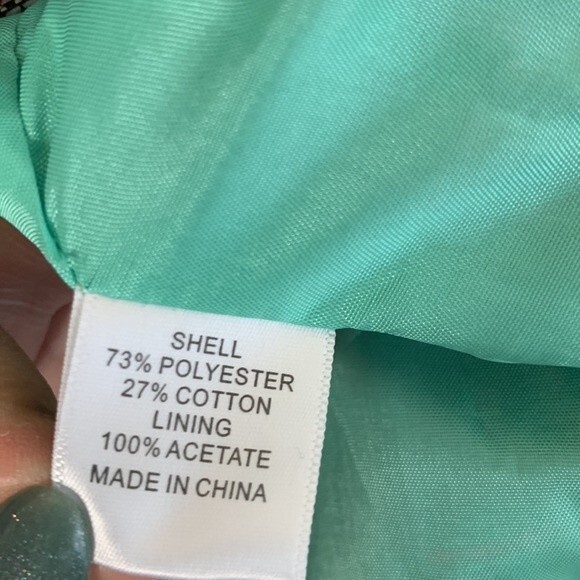 SHELL
73% POLYESTER
27% COTTON
LINING
100% ACETATE
MADE IN CHINA